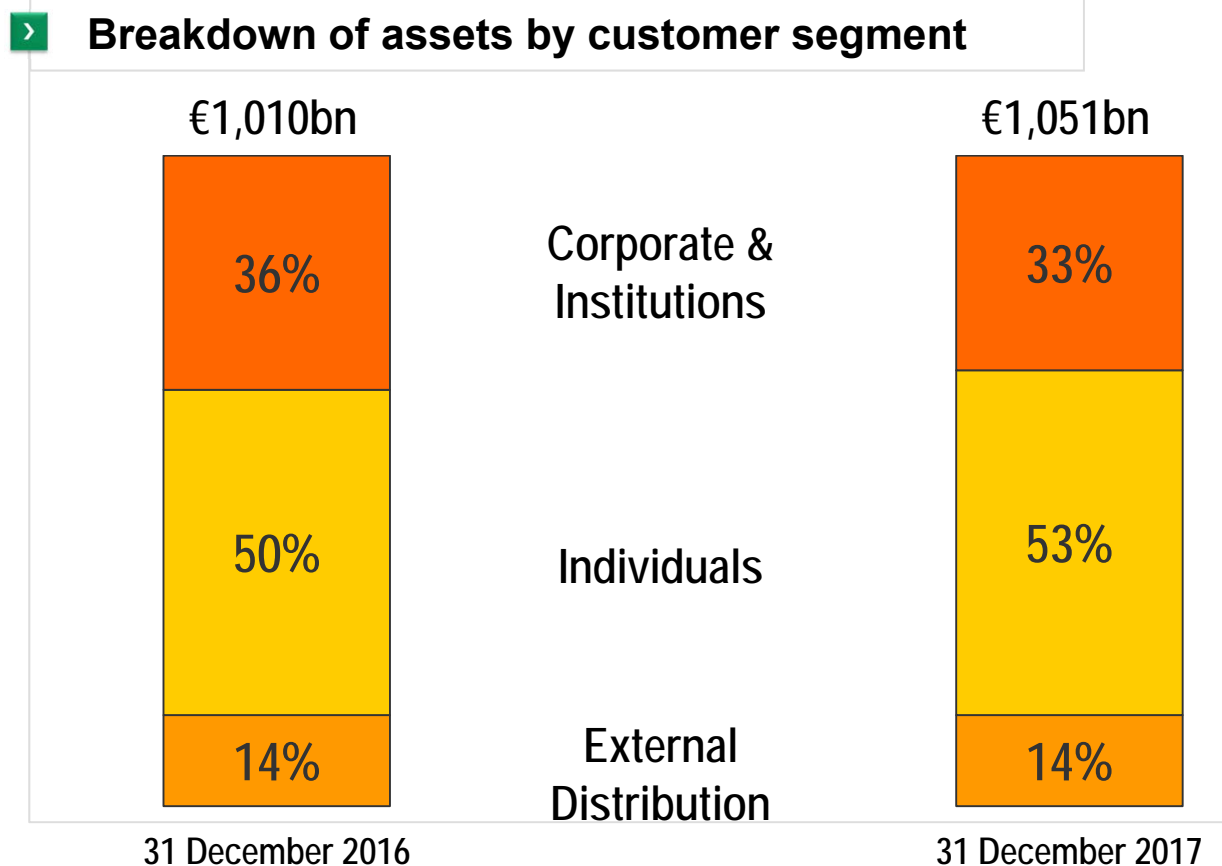 Breakdown of assets by customer segment
€1,010bn
€1,051bn
36%
Corporate &
Institutions
33%
50%
Individuals
53%
14%
External
Distribution
14%
31 December 2016
31 December 2017